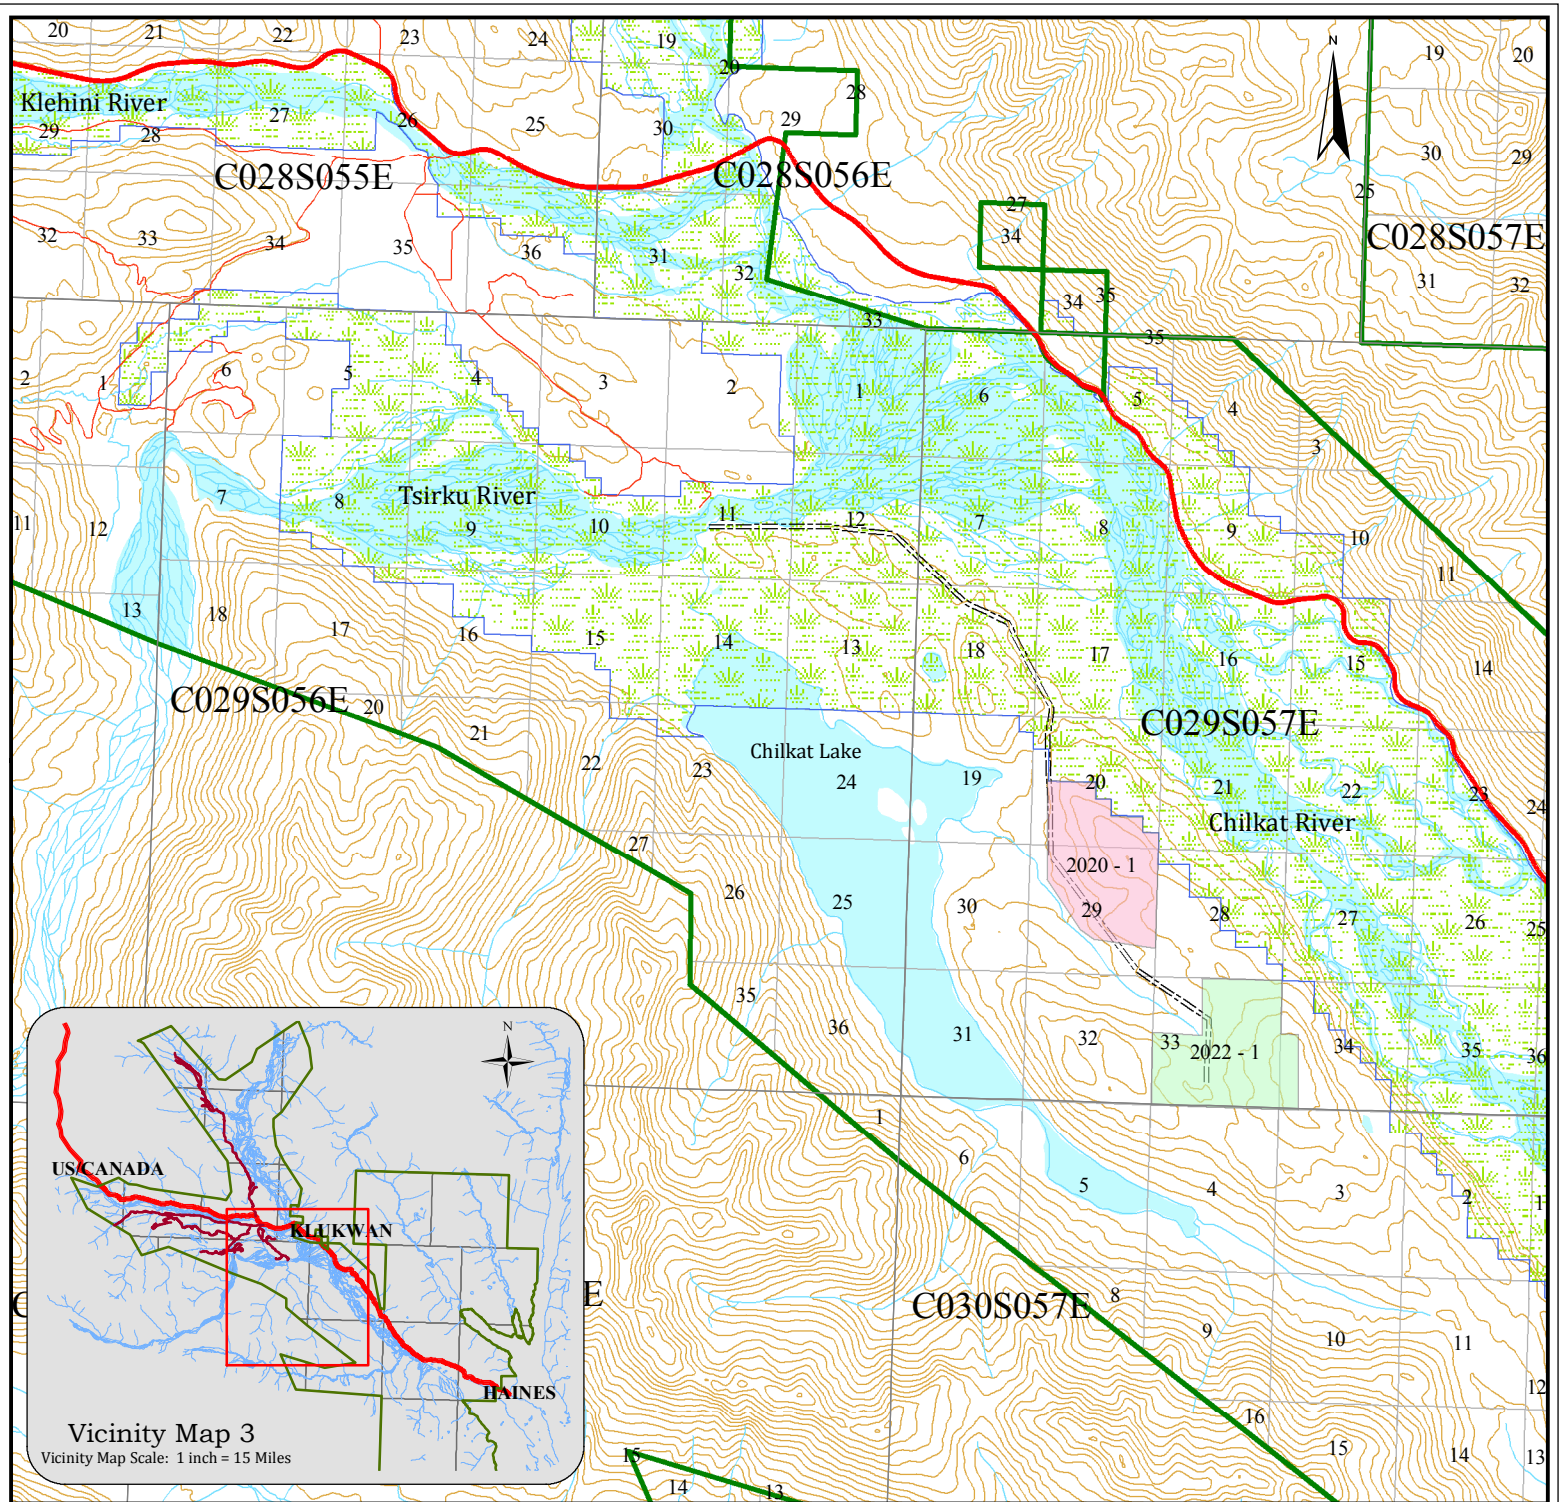 20 21 22 23 24 19 20 N 19 20
Klehini River
29 28 27 26 25 30 29 28 30 29
C028S055E C028S056E
25
27
32 33 34 35 36 31 32 34
C028S057E
33 34 35 31 32
35
2 1 6 5 4 3 2 1 6 5 4 3
Tsirku River
11 12 7 8 9 10 11 12 7 8 9 10 11
13 18 17 16 15 14 13 18 17 16 15 14
C029S056E
20 21 22 23
C029S057E
Chilkat Lake
24 19 20 21 22 23 24
Chilkat River
27 26 25 30
2020 - 1
29 28 27 26 25
35 36 31 32 33
2022 - 1
34 35 36
1 6 5 4 3 2 1
C
E
C030S057E
8 9 10 11 12
16 15 14 13
15 14 13
N
US/CANADA
KLUKWAN
HAINES
Vicinity Map 3
Vicinity Map Scale: 1 inch = 15 Miles